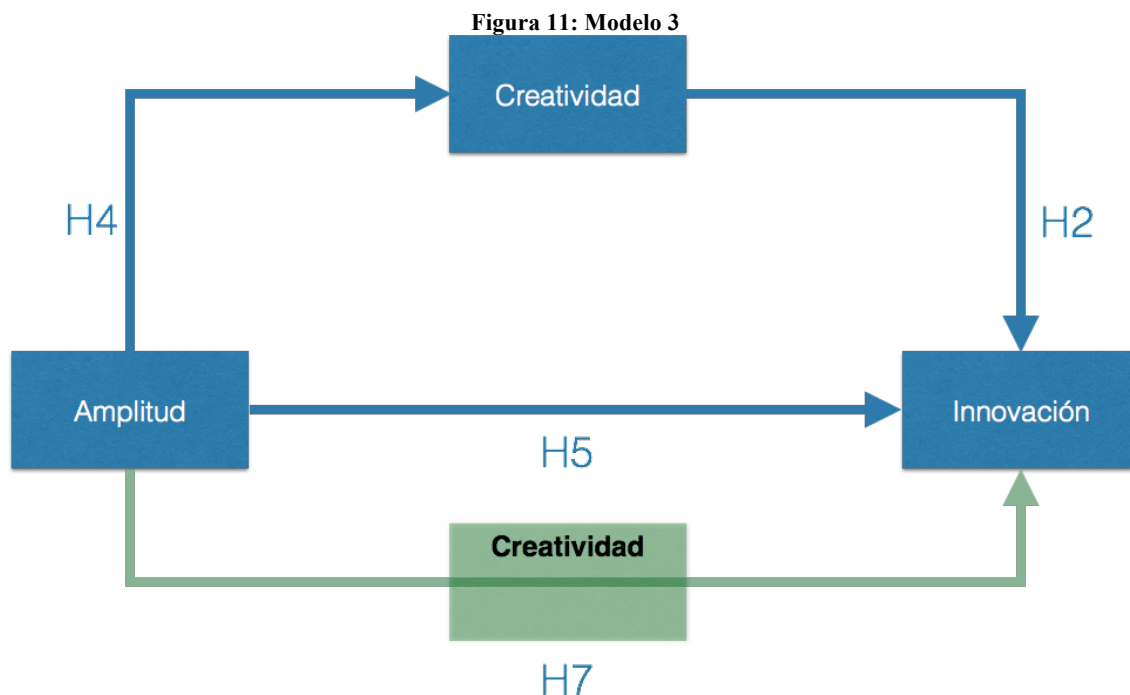 Figura 11: Modelo 3
Creatividad
H4
H2
Amplitud
Innovación
H5
Creatividad
H7